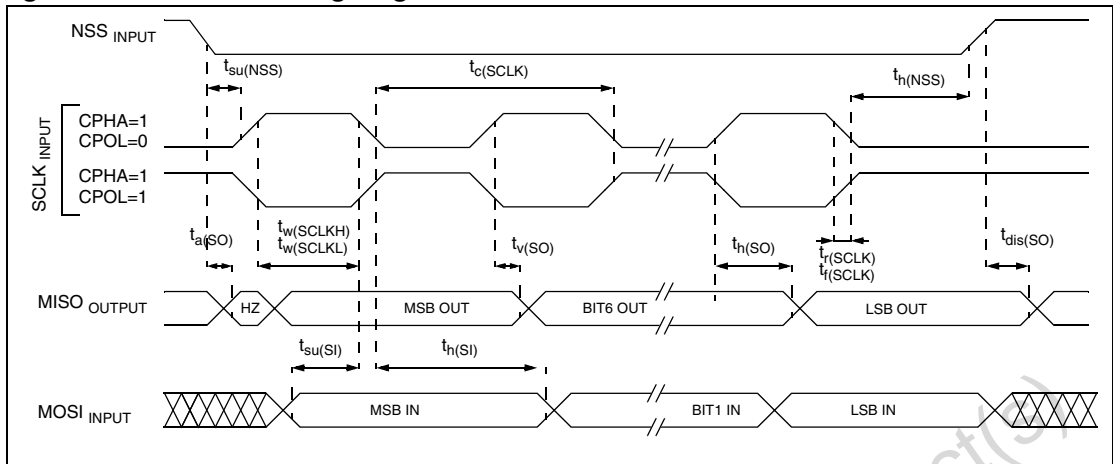 NSS INPUT
tsu(NSS)
tc(SCLK)
th(NSS)
SCLK INPUT
CPHA=1
CPOL=0
CPHA=1
CPOL=1
ta(SO)
tw(SCLKH)
tw(SCLKL)
tv(SO)
th(SO)
tr(SCLK)
tf(SCLK)
tdis(SO)
MISO OUTPUT
HZ
MSB OUT
BIT6 OUT
LSB OUT
tsu(SI)
th(SI)
MOSI INPUT
MSB IN
BIT1 IN
LSB IN
ct(s)